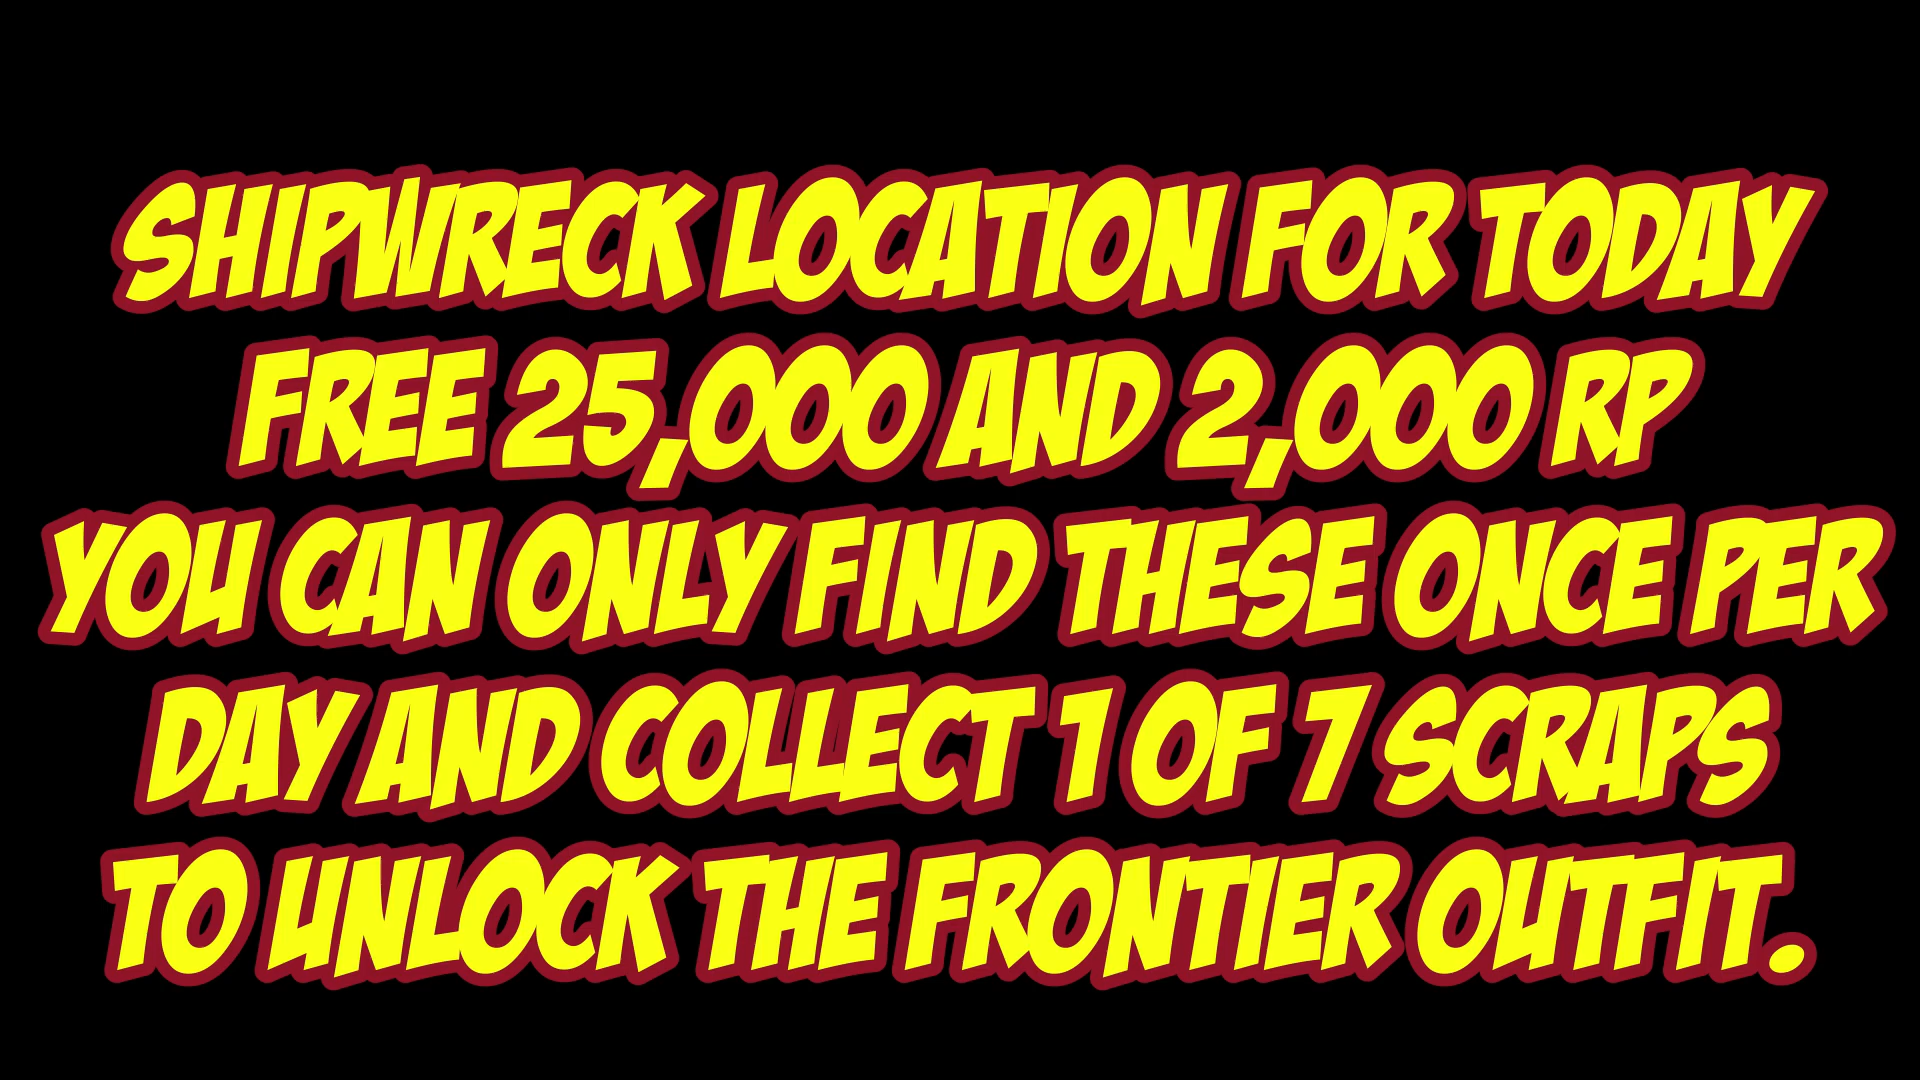 SHIPWRECK LOCATION FOR TODAY
FREE 25,000 AND 2,000 RP
YOU CAN ONLY FIND THESE ONCE PER
DAY AND COLLECT 1 OF 7 SCRAPS
TO UNLOCK THE FRONTIER OUTFIT.